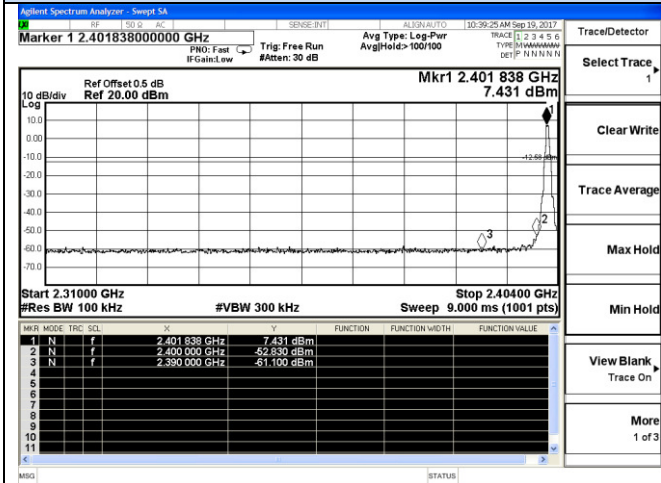 Agilent Spectrum Analyzer - Swept SA
RF 50 Ω AC SENSE:INT ALIGNAUTO 10:39:25 AM Sep 19, 2017
Marker 1 2.401838000000 GHz
PNO: Fast
IFGain:Low
Trig: Free Run
#Atten: 30 dB
Avg Type: Log-Pwr
Avg|Hold:>100/100
TRACE 1 2 3 4 5 6
TYPE MWWWWW
DET P N N N N N
Trace/Detector
Select Trace
1
Clear Write
Trace Average
Max Hold
Min Hold
View Blank
Trace On
More
1 of 3
Mkr1 2.401 838 GHz
7.431 dBm
Ref Offset 0.5 dB
10 dB/div Ref 20.00 dBm
Log
10.0
0.00
-10.0
-20.0
-30.0
-40.0
-50.0
-60.0
-70.0
1
-12.58 dBm
2
3
Start 2.31000 GHz Stop 2.40400 GHz
#Res BW 100 kHz #VBW 300 kHz Sweep 9.000 ms (1001 pts)
MKR MODE TRC SCL X Y FUNCTION FUNCTION WIDTH FUNCTION VALUE
1 N f 2.401 838 GHz 7.431 dBm
2 N f 2.400 000 GHz -52.830 dBm
3 N f 2.390 000 GHz -61.100 dBm
4
5
6
7
8
9
10
11
MSG STATUS